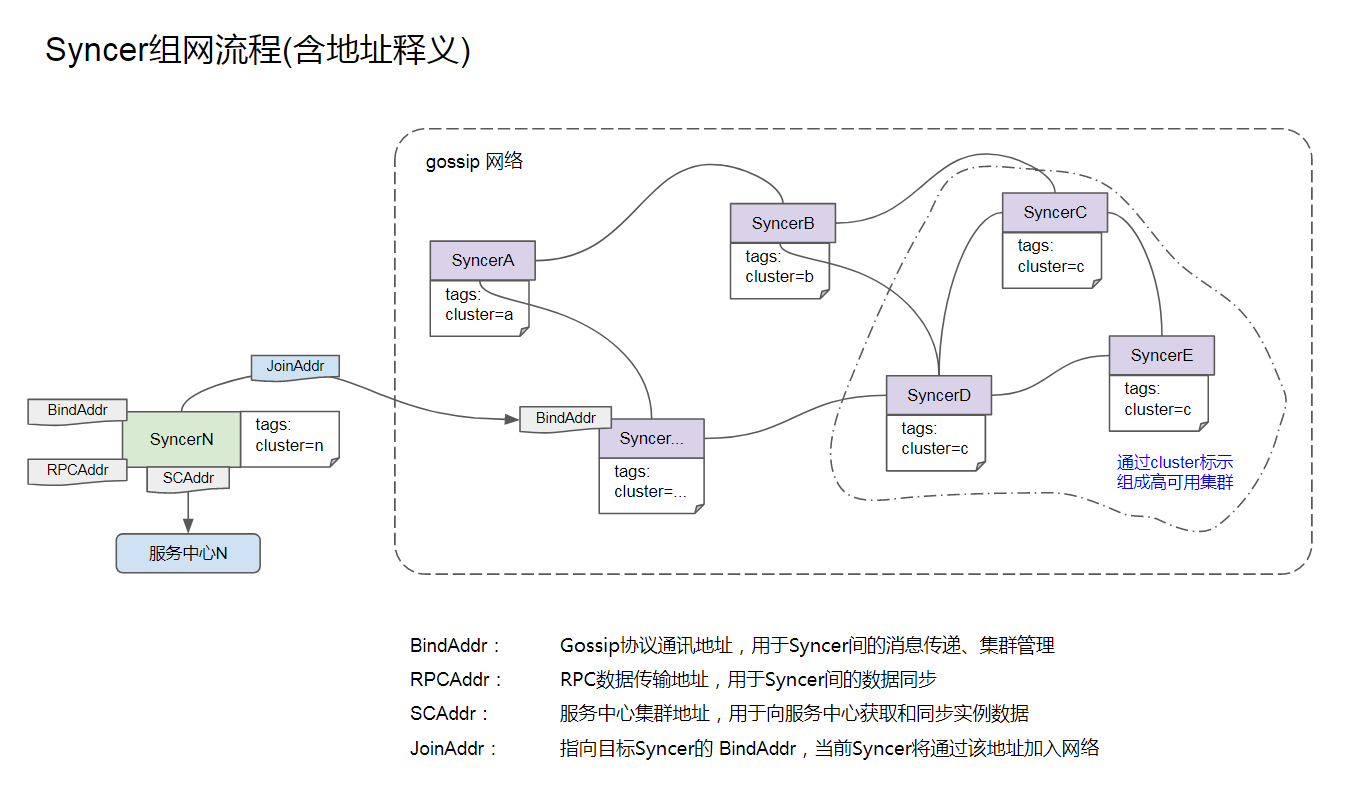 Syncer组网流程(含地址释义)
gossip 网络
SyncerA
tags:
cluster=a
SyncerB
tags:
cluster=b
SyncerC
tags:
cluster=c
SyncerD
tags:
cluster=c
SyncerE
tags:
cluster=c
通过cluster标示
组成高可用集群
JoinAddr
BindAddr
SyncerN
tags:
cluster=n
RPCAddr
SCAddr
服务中心N
BindAddr
Syncer...
tags:
cluster=...
BindAddr： Gossip协议通讯地址，用于Syncer间的消息传递、集群管理
RPCAddr： RPC数据传输地址，用于Syncer间的数据同步
SCAddr： 服务中心集群地址，用于向服务中心获取和同步实例数据
JoinAddr： 指向目标Syncer的 BindAddr，当前Syncer将通过该地址加入网络